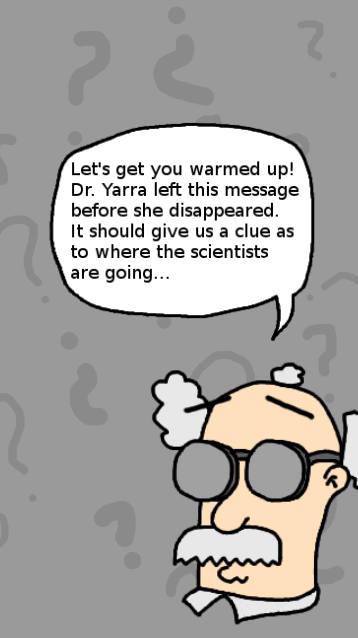 Let's get you warmed up!
Dr. Yarra left this message
before she disappeared.
It should give us a clue as
to where the scientists
are going...